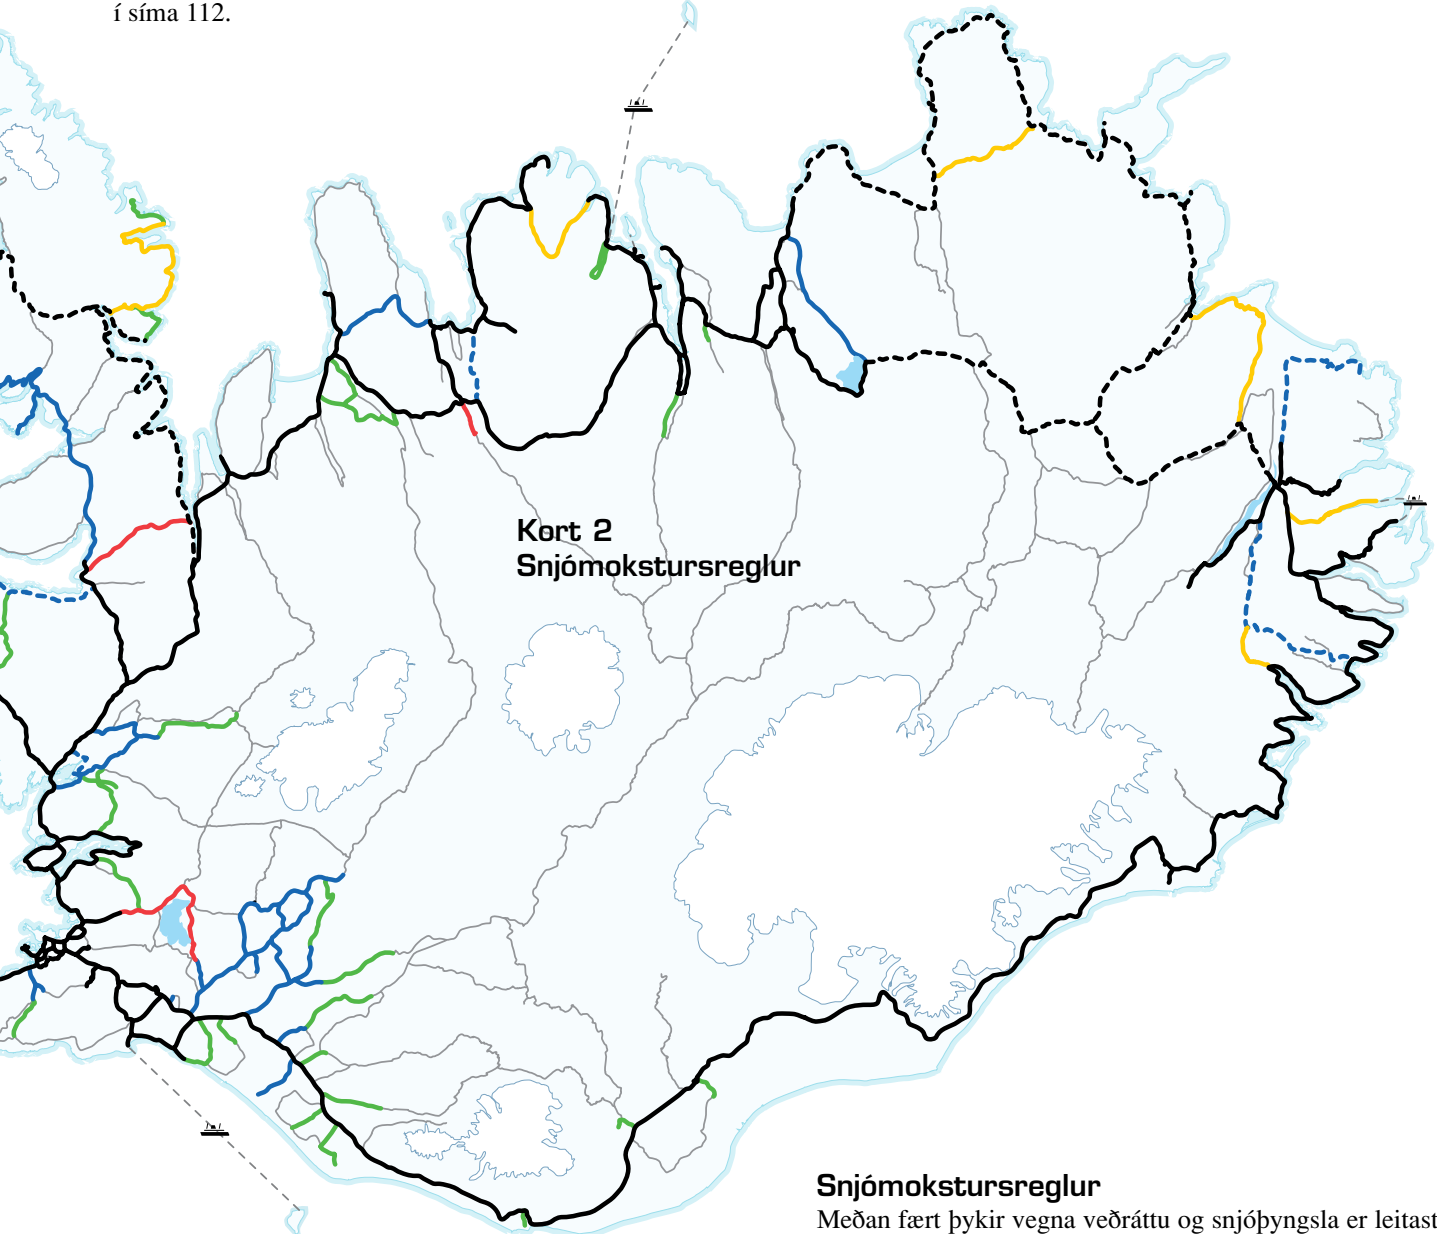 í síma 112.
Kort 2
Snjómokstursreglur
Snjómokstursreglur
Meðan fært þykir vegna veðráttu og snjóþyngsla er leitast